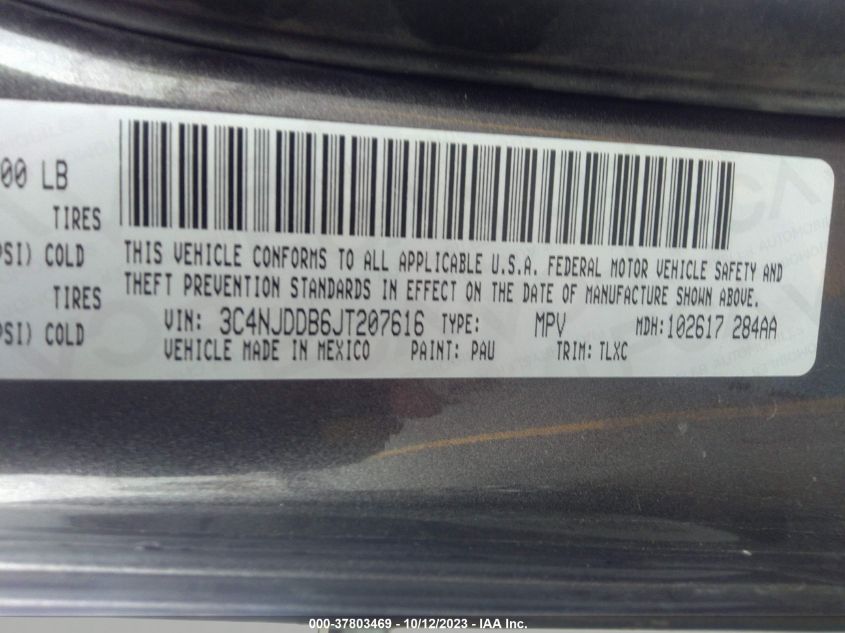 00 LB
TIRES
PSI) COLD
TIRES
PSI) COLD
THIS VEHICLE CONFORMS TO ALL APPLICABLE U.S.A. FEDERAL MOTOR VEHICLE SAFETY AND
THEFT PREVENTION STANDARDS IN EFFECT ON THE DATE OF MANUFACTURE SHOWN ABOVE.
VIN: 3C4NJDDB6JT207616 TYPE: MPV MDH:102617 284AA
VEHICLE MADE IN MEXICO PAINT: PAU TRIM: TLXC
000-37803469 - 10/12/2023 - IAA Inc.